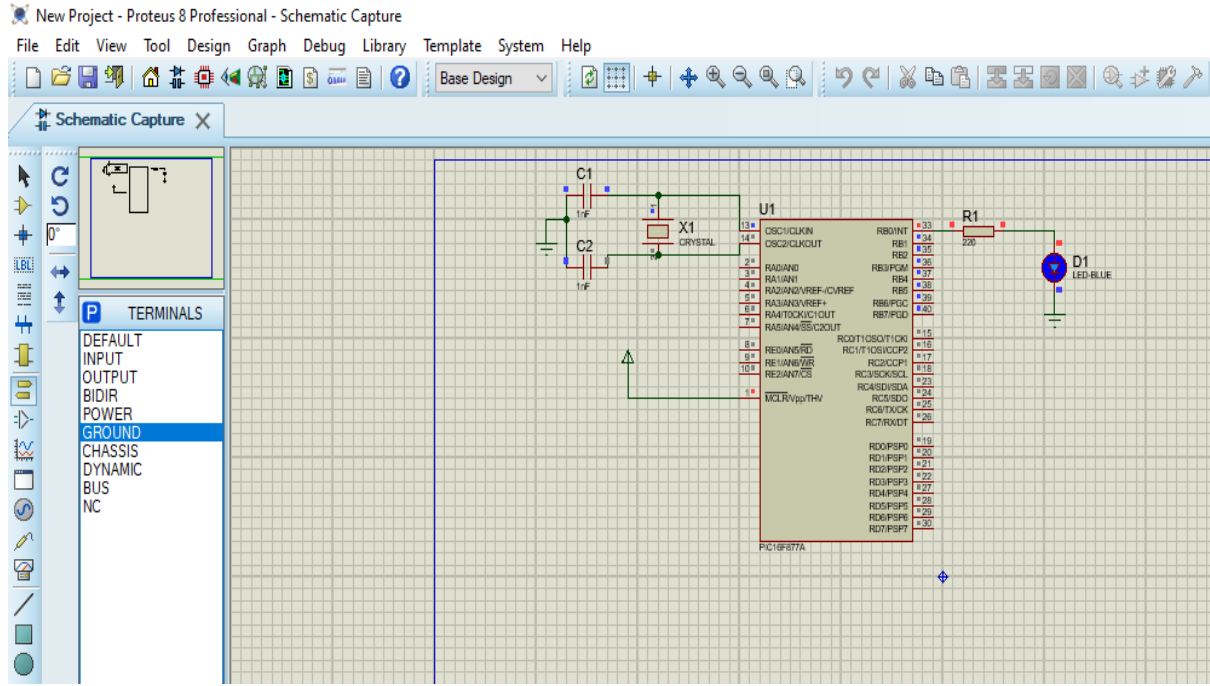 New Project - Proteus 8 Professional - Schematic Capture
File Edit View Tool Design Graph Debug Library Template System Help
Base Design
Schematic Capture
0°
LBL
P TERMINALS
DEFAULT
INPUT
OUTPUT
BIDIR
POWER
GROUND
CHASSIS
DYNAMIC
BUS
NC
C1
1nF
C2
1nF
X1
CRYSTAL
U1
13 OSC1/CLKIN
14 OSC2/CLKOUT
2 RA0/AN0
3 RA1/AN1
4 RA2/AN2/VREF-/CVREF
5 RA3/AN3/VREF+
6 RA4/T0CKI/C1OUT
7 RA5/AN4/SS/C2OUT
8 RE0/AN5/RD
9 RE1/AN6/WR
10 RE2/AN7/CS
1 MCLR/Vpp/THV
RB0/INT 33
RB1 34
RB2 35
RB3/PGM 36
RB4 37
RB5 38
RB6/PGC 39
RB7/PGD 40
RC0/T1OSO/T1CKI 15
RC1/T1OSI/CCP2 16
RC2/CCP1 17
RC3/SCK/SCL 18
RC4/SDI/SDA 23
RC5/SDO 24
RC6/TX/CK 25
RC7/RX/DT 26
RD0/PSP0 19
RD1/PSP1 20
RD2/PSP2 21
RD3/PSP3 22
RD4/PSP4 27
RD5/PSP5 28
RD6/PSP6 29
RD7/PSP7 30
PIC16F877A
R1
220
D1
LED-BLUE